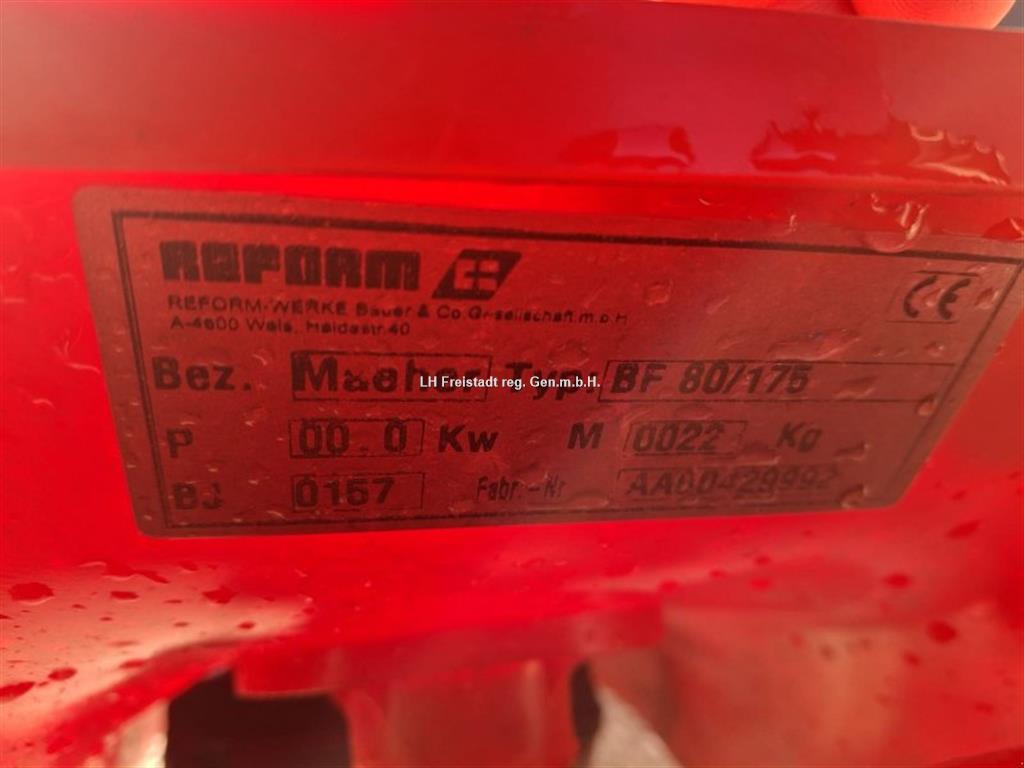 REFORM
REFORM-WERKE Bauer & Co Gesellschaft m.b.H
A-4600 Wels, Haidestr.40
CE
Bez. Maeher Typ. BF 80/175
LH Freistadt reg. Gen.m.b.H.
P 00.0 Kw M 0022 Kg
BJ 0157 Fabr.-Nr AA00429992